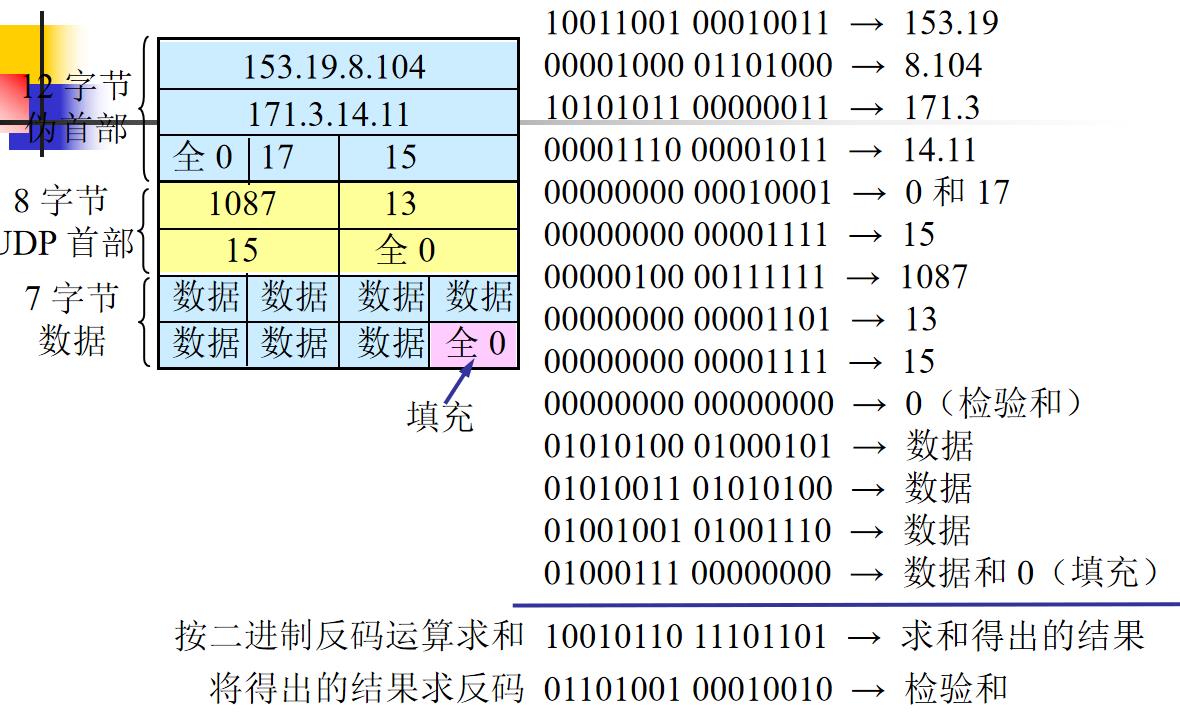 12 字节
伪首部
153.19.8.104
171.3.14.11
全 0 17 15
8 字节
UDP 首部
1087 13
15 全 0
7 字节
数据
数据 数据 数据 数据
数据 数据 数据 全 0
填充
10011001 00010011 → 153.19
00001000 01101000 → 8.104
10101011 00000011 → 171.3
00001110 00001011 → 14.11
00000000 00010001 → 0 和 17
00000000 00001111 → 15
00000100 00111111 → 1087
00000000 00001101 → 13
00000000 00001111 → 15
00000000 00000000 → 0（检验和）
01010100 01000101 → 数据
01010011 01010100 → 数据
01001001 01001110 → 数据
01000111 00000000 → 数据和 0（填充）
按二进制反码运算求和 10010110 11101101 → 求和得出的结果
将得出的结果求反码 01101001 00010010 → 检验和